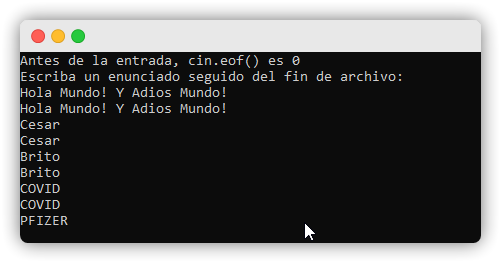 Antes de la entrada, cin.eof() es 0
Escriba un enunciado seguido del fin de archivo:
Hola Mundo! Y Adios Mundo!
Hola Mundo! Y Adios Mundo!
Cesar
Cesar
Brito
Brito
COVID
COVID
PFIZER